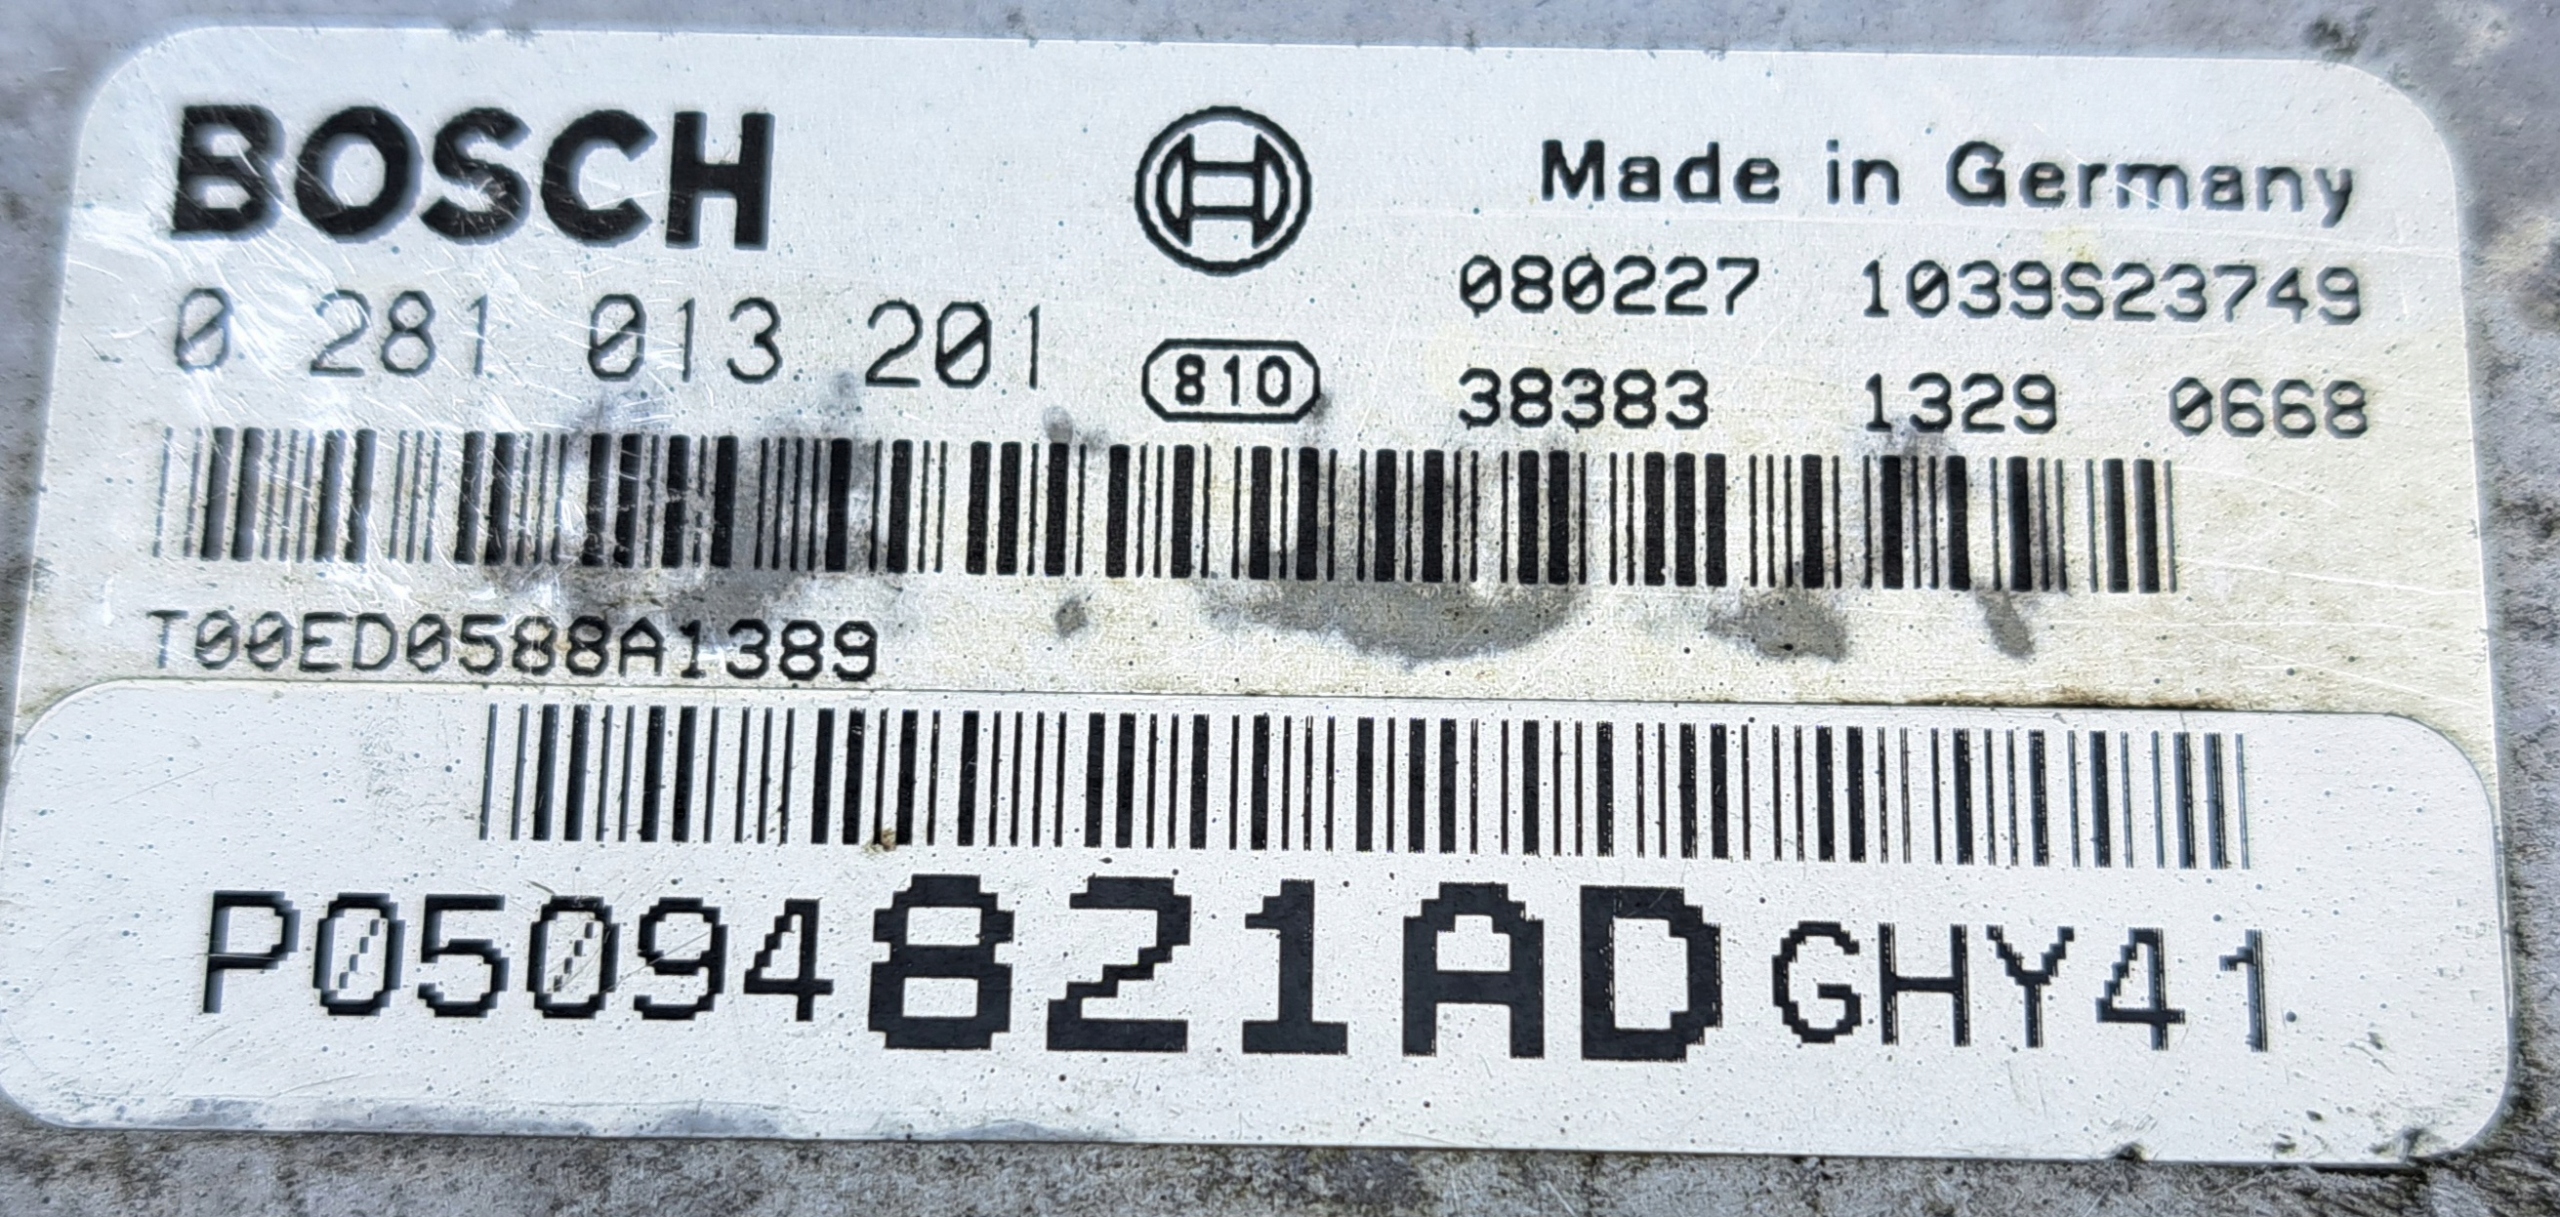 BOSCH
Made in Germany
0 281 013 201
080227 1039S23749
810
38383 1329 0668
T00ED0588A1389
P05094821ADGHY41